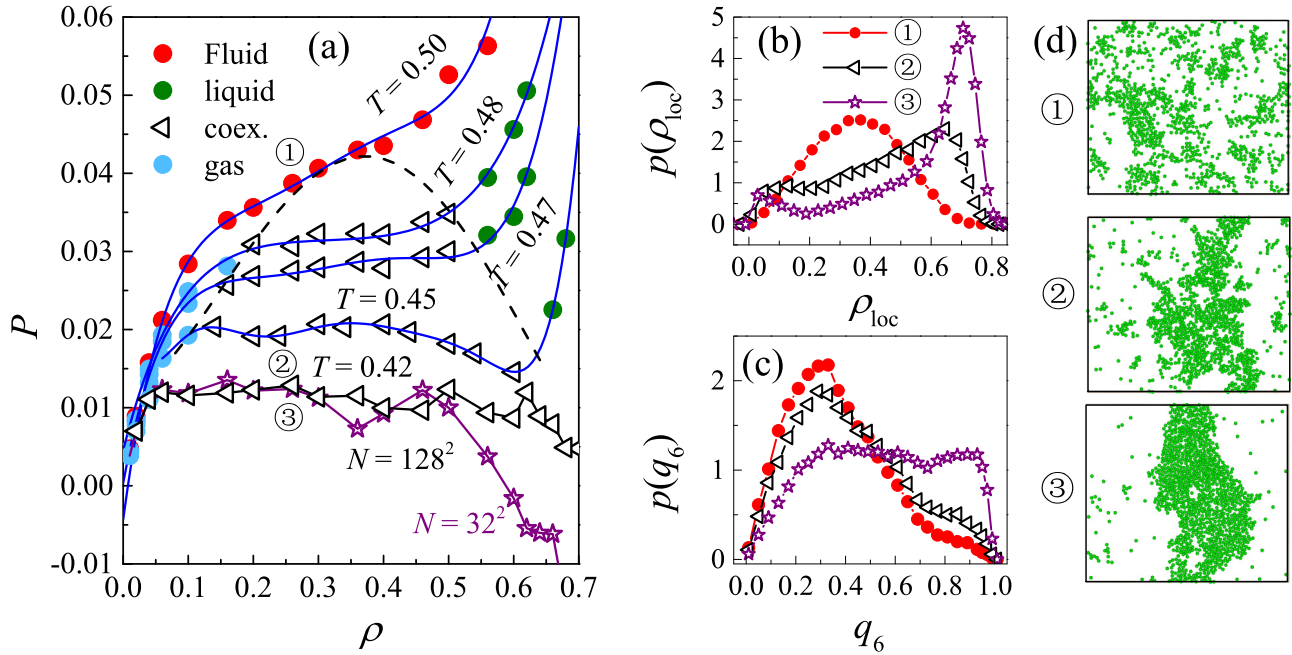 (a)
Fluid
liquid
coex.
gas
T = 0.50
T = 0.48
T = 0.47
T = 0.45
T = 0.42
①
②
③
N = 128²
N = 32²
0.06
0.05
0.04
0.03
0.02
0.01
0.00
-0.01
P
0.0 0.1 0.2 0.3 0.4 0.5 0.6 0.7
ρ
(b)
①
②
③
5
4
3
2
1
0
p(ρ_loc)
0.0 0.2 0.4 0.6 0.8
ρ_loc
(c)
2
1
0
p(q₆)
0.0 0.2 0.4 0.6 0.8 1.0
q₆
(d)
①
②
③